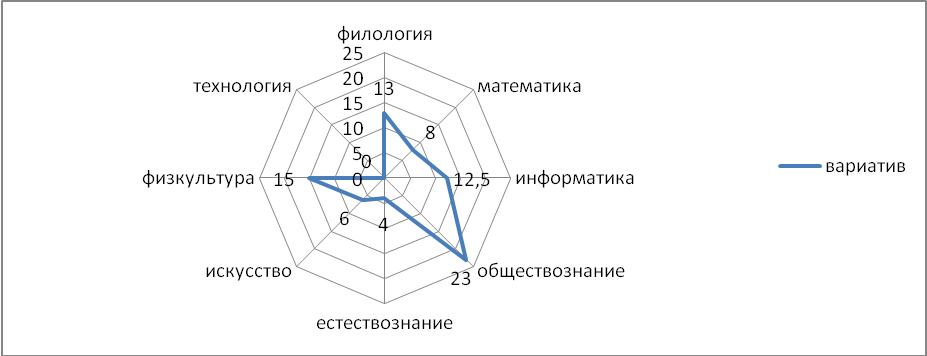 филология
25
технология
20
13
математика
15
10
8
5
0
физкультура
15
0
12,5
информатика
вариатив
6
4
искусство
23
обществознание
естествознание